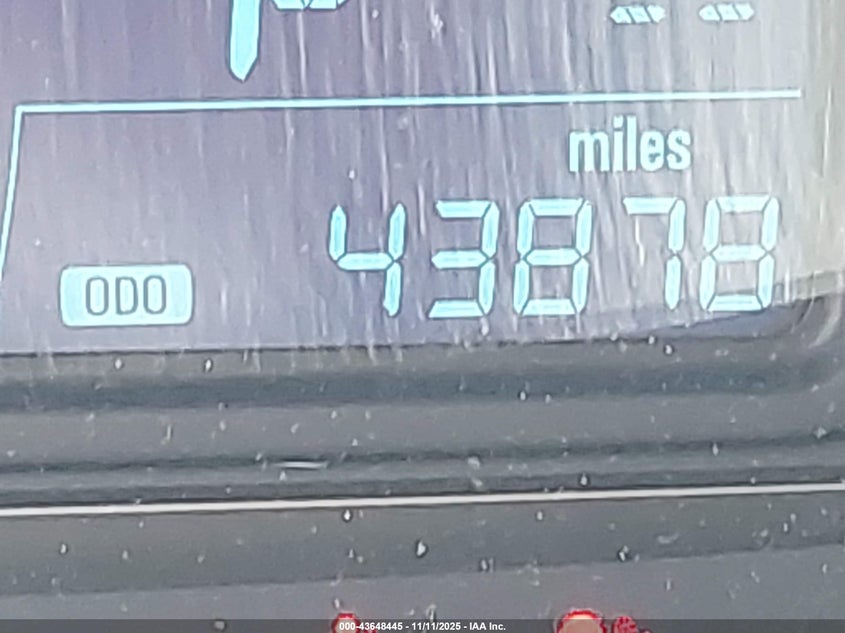 miles
ODO 43878
000-43648445 - 11/11/2025 - IAA Inc.